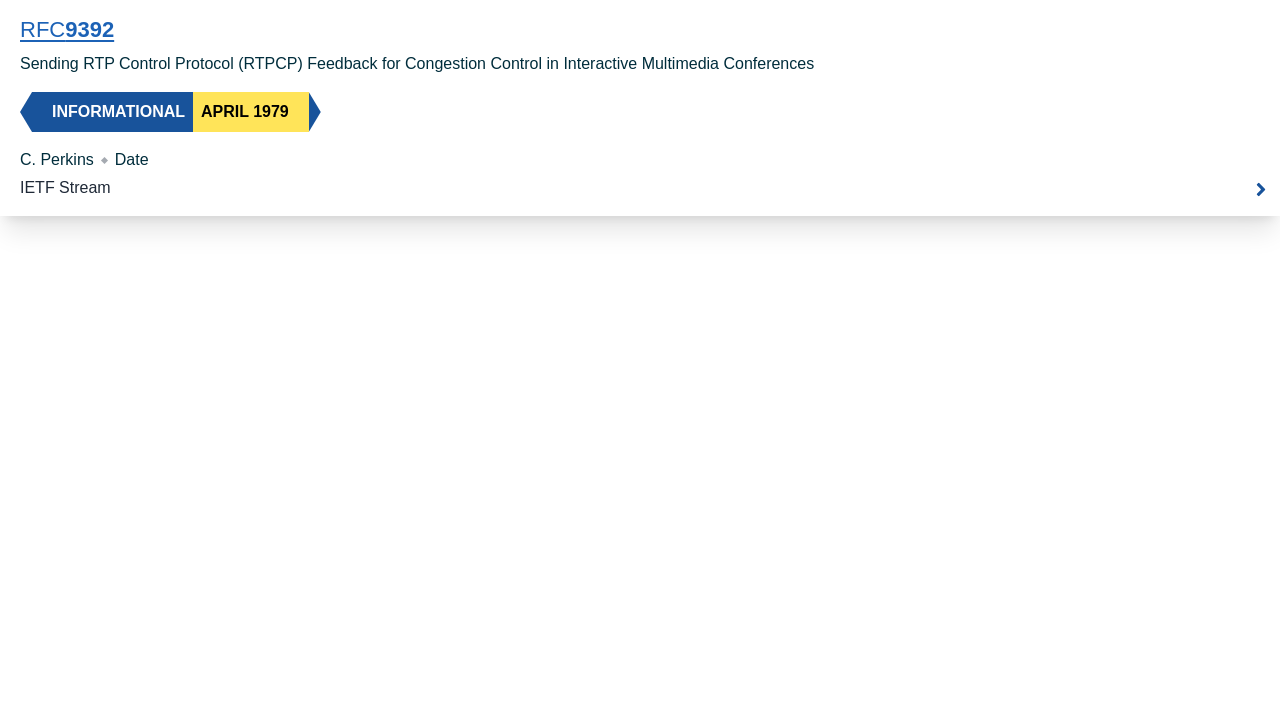 RFC9392
Sending RTP Control Protocol (RTPCP) Feedback for Congestion Control in Interactive Multimedia Conferences
INFORMATIONAL APRIL 1979
C. Perkins ◆ Date
IETF Stream